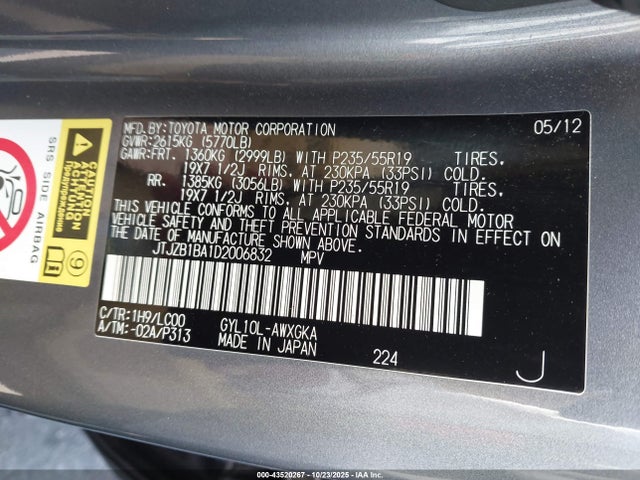 MFD. BY: TOYOTA MOTOR CORPORATION 05/12
GVWR: 2615KG (5770LB)
GAWR: FRT. 1360KG (2999LB) WITH P235/55R19 TIRES.
19X7 1/2J RIMS, AT 230KPA (33PSI) COLD.
RR. 1385KG (3056LB) WITH P235/55R19 TIRES.
19X7 1/2J RIMS, AT 230KPA (33PSI) COLD.
THIS VEHICLE CONFORMS TO ALL APPLICABLE FEDERAL MOTOR
VEHICLE SAFETY AND THEFT PREVENTION STANDARDS IN EFFECT ON
THE DATE OF MANUFACTURE SHOWN ABOVE.
JTJZB1BA1D2006832 MPV
C/TR: 1H9/LC00 GYL10L-AWXGKA
A/TM: -02A/P313 MADE IN JAPAN 224 J
SRS SIDE AIRBAG
CAUTION
ATTENTION
9
000-43520267 - 10/23/2025 - IAAI.COM